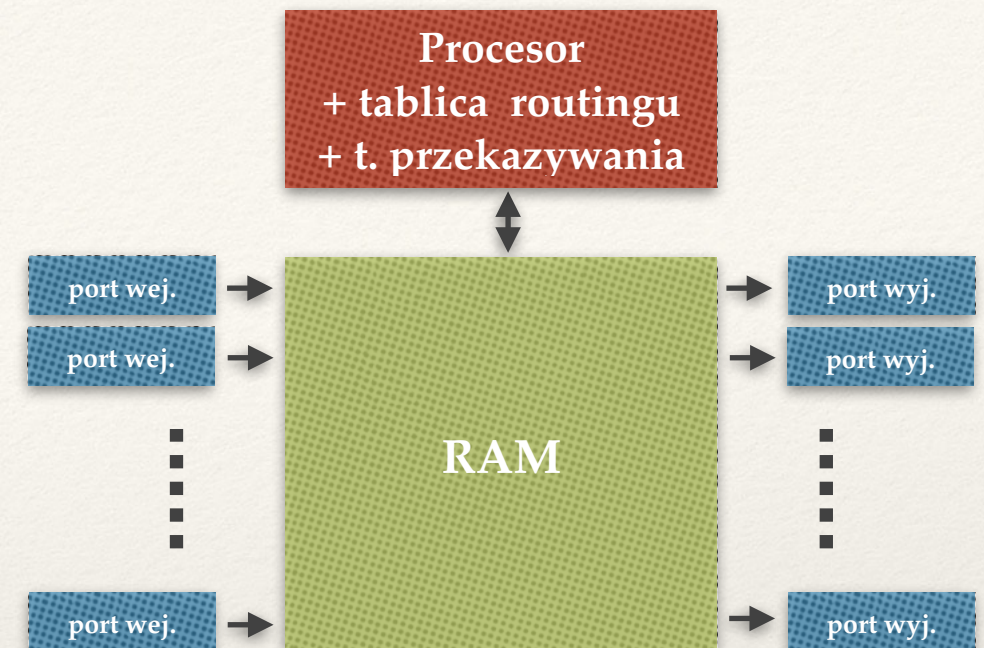 Procesor
+ tablica routingu
+ t. przekazywania
port wej.
port wyj.
port wej.
port wyj.
RAM
port wej.
port wyj.